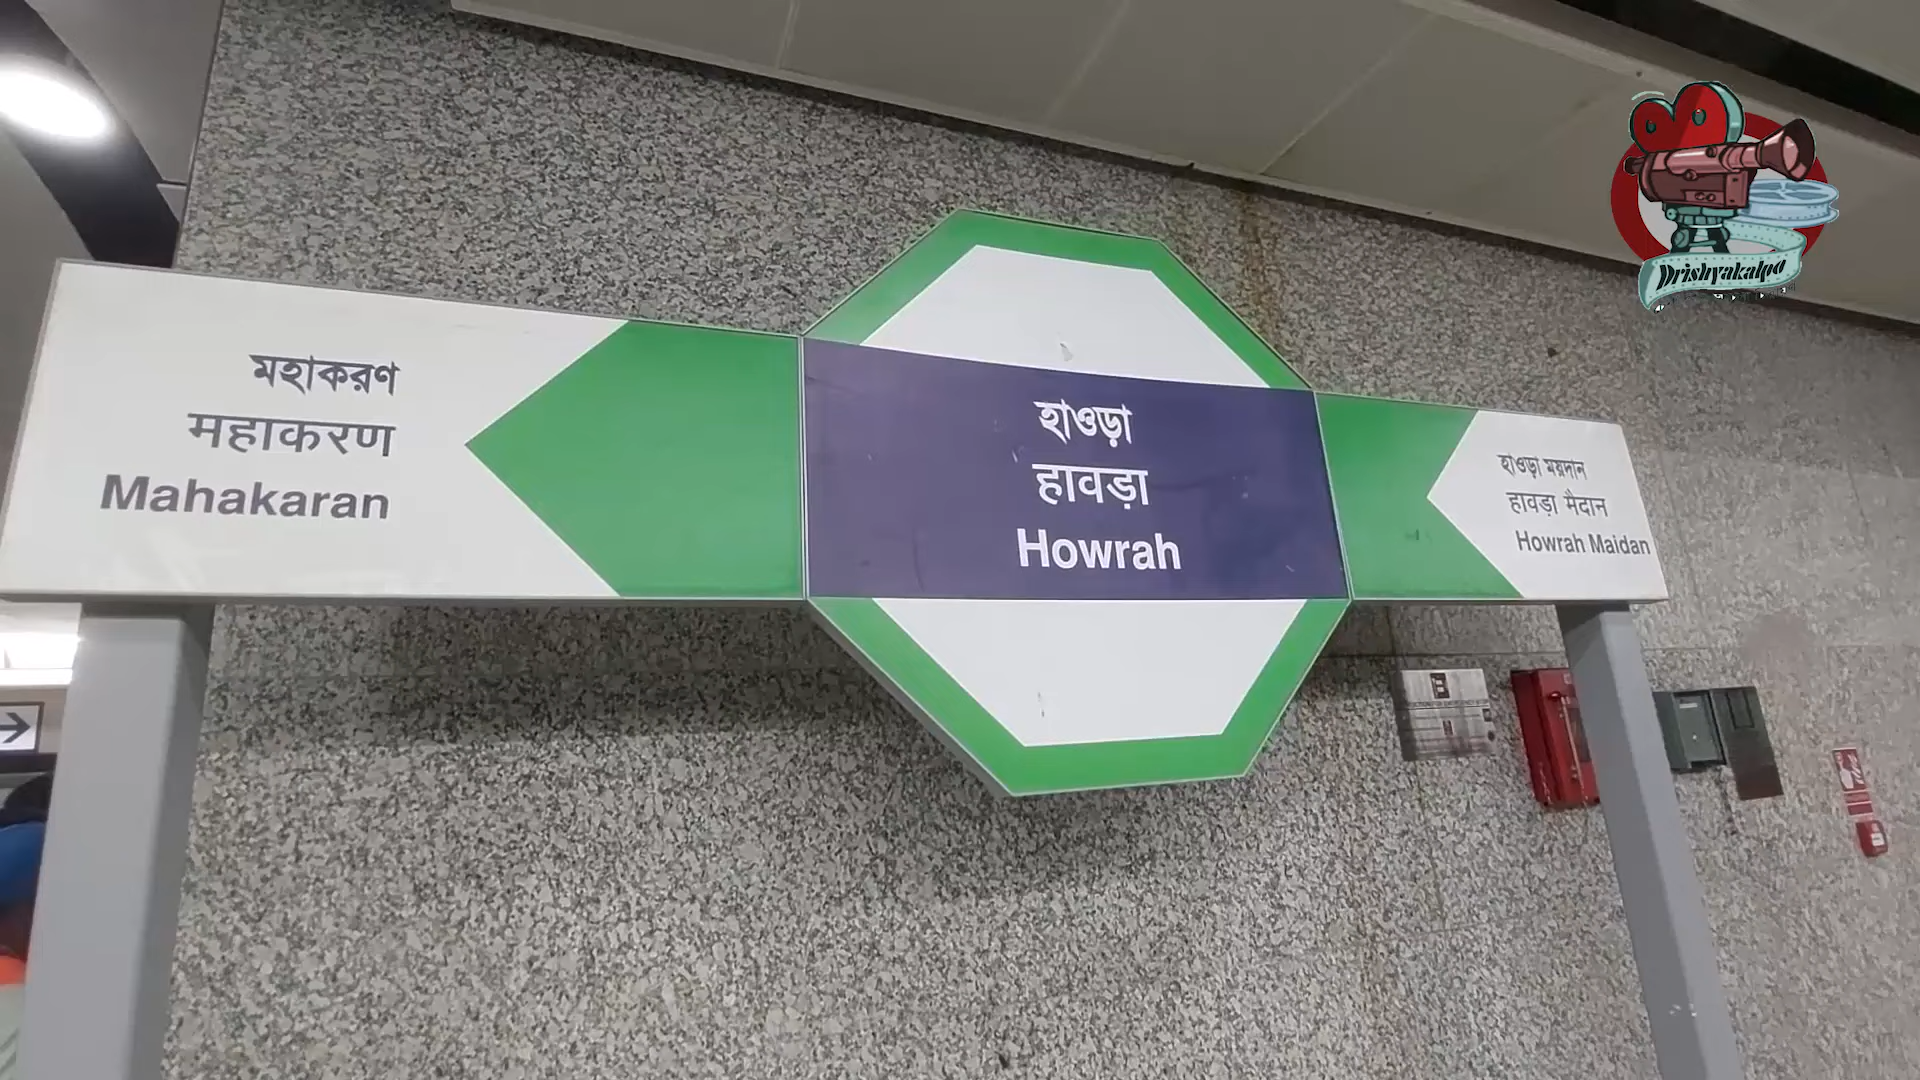 মহাকরণ
महाकरण
Mahakaran
হাওড়া
हावड़ा
Howrah
হাওড়া ময়দান
हावड़ा मैदान
Howrah Maidan
Drishyakalpa